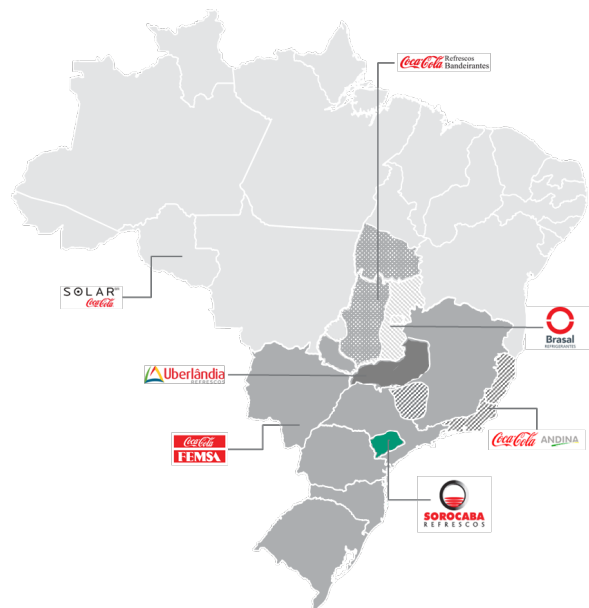 Coca-Cola Refrescos
Bandeirantes
SOLAR BR
Coca-Cola
Brasal
REFRIGERANTES
Uberlândia
REFRESCOS
Coca-Cola
FEMSA
Coca-Cola ANDINA
SOROCABA
REFRESCOS